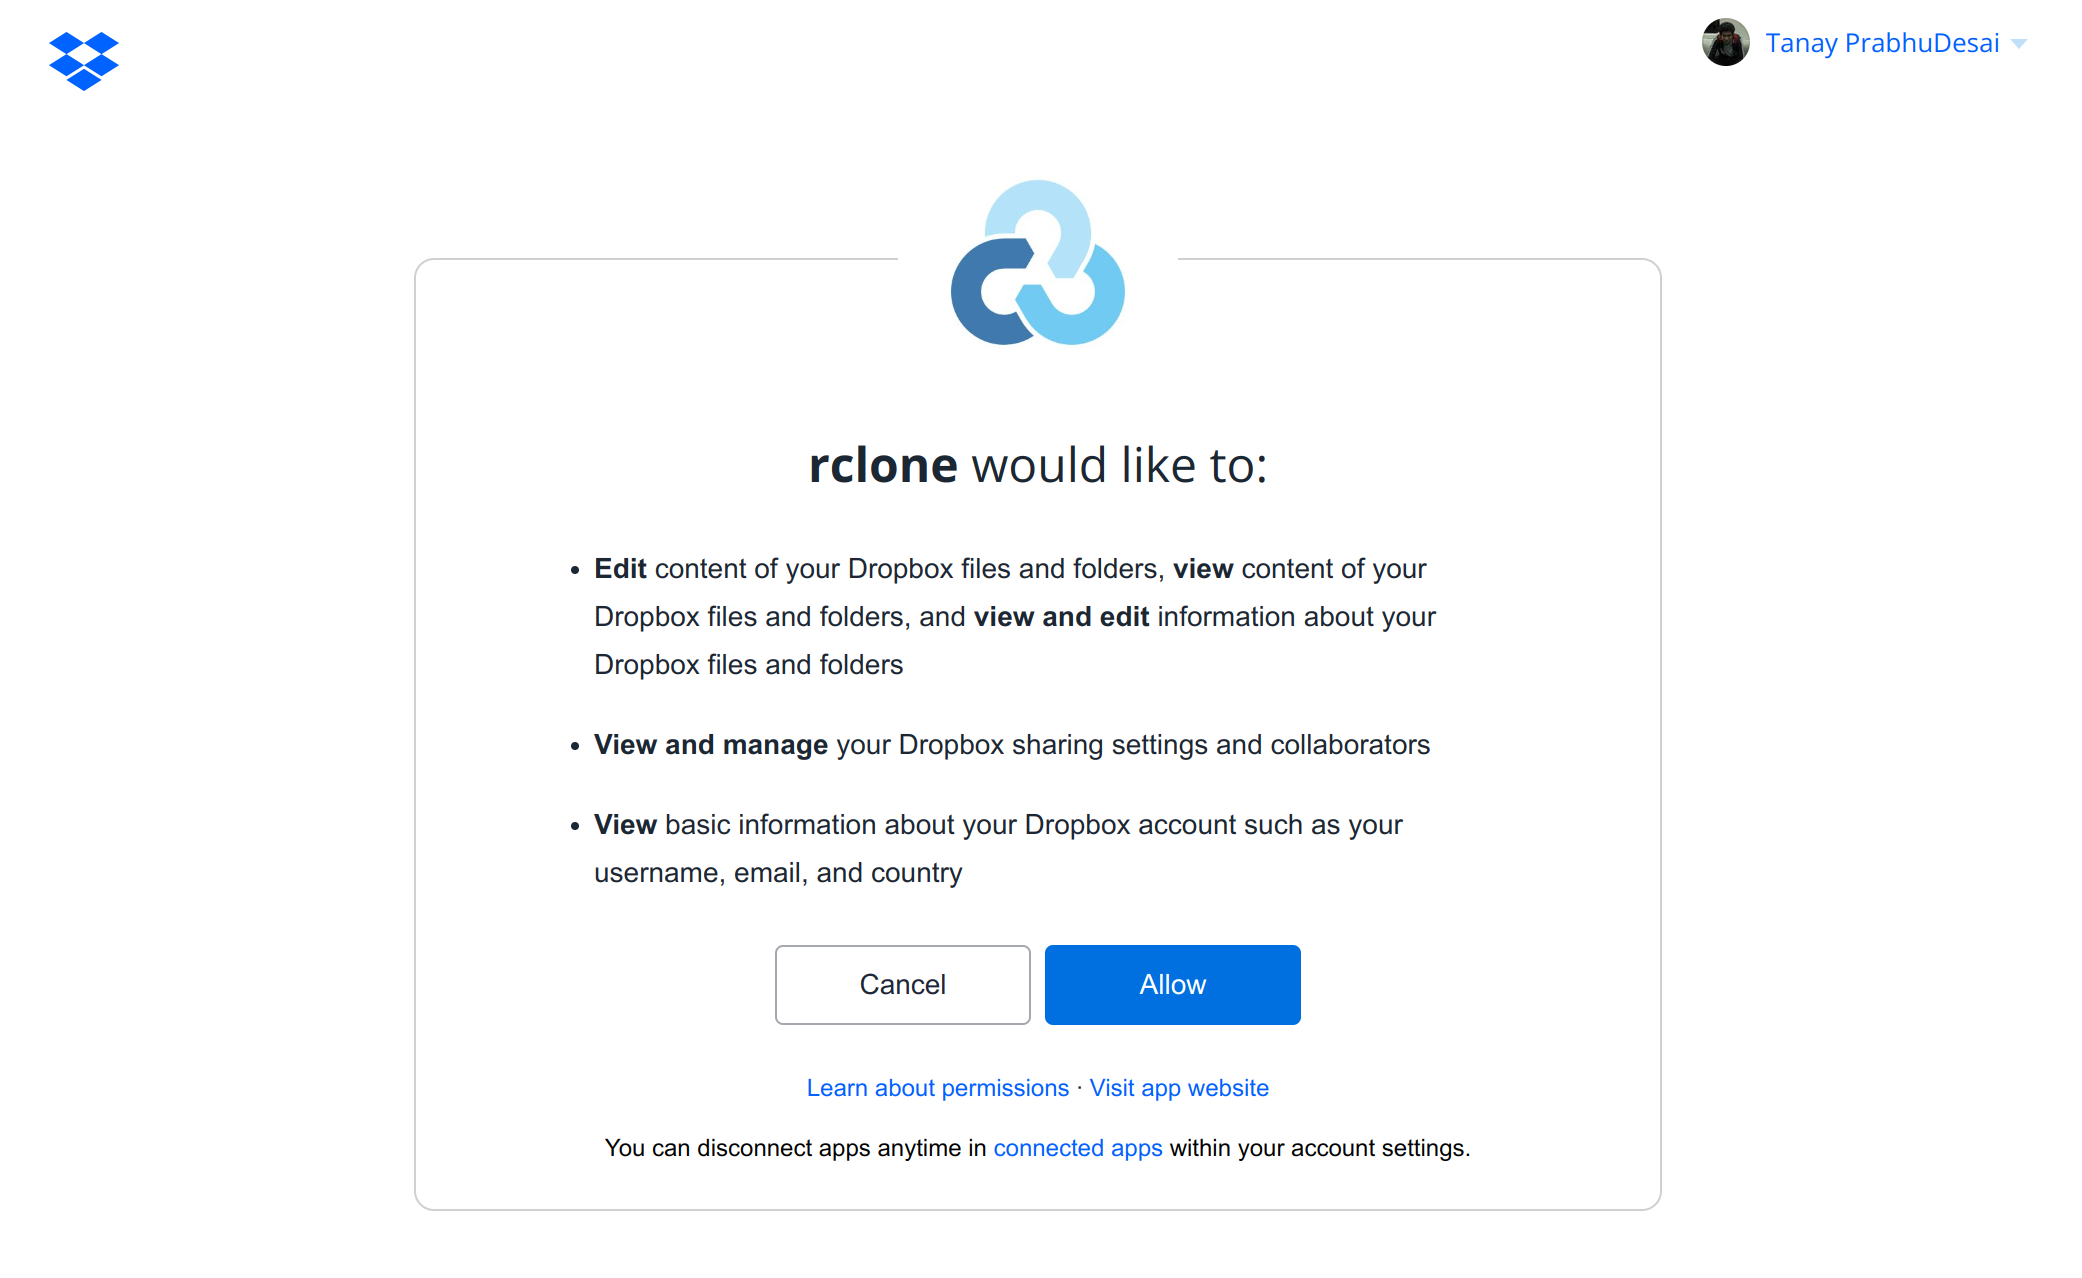 Tanay PrabhuDesai
rclone would like to:
• Edit content of your Dropbox files and folders, view content of your
Dropbox files and folders, and view and edit information about your
Dropbox files and folders
• View and manage your Dropbox sharing settings and collaborators
• View basic information about your Dropbox account such as your
username, email, and country
Cancel Allow
Learn about permissions · Visit app website
You can disconnect apps anytime in connected apps within your account settings.